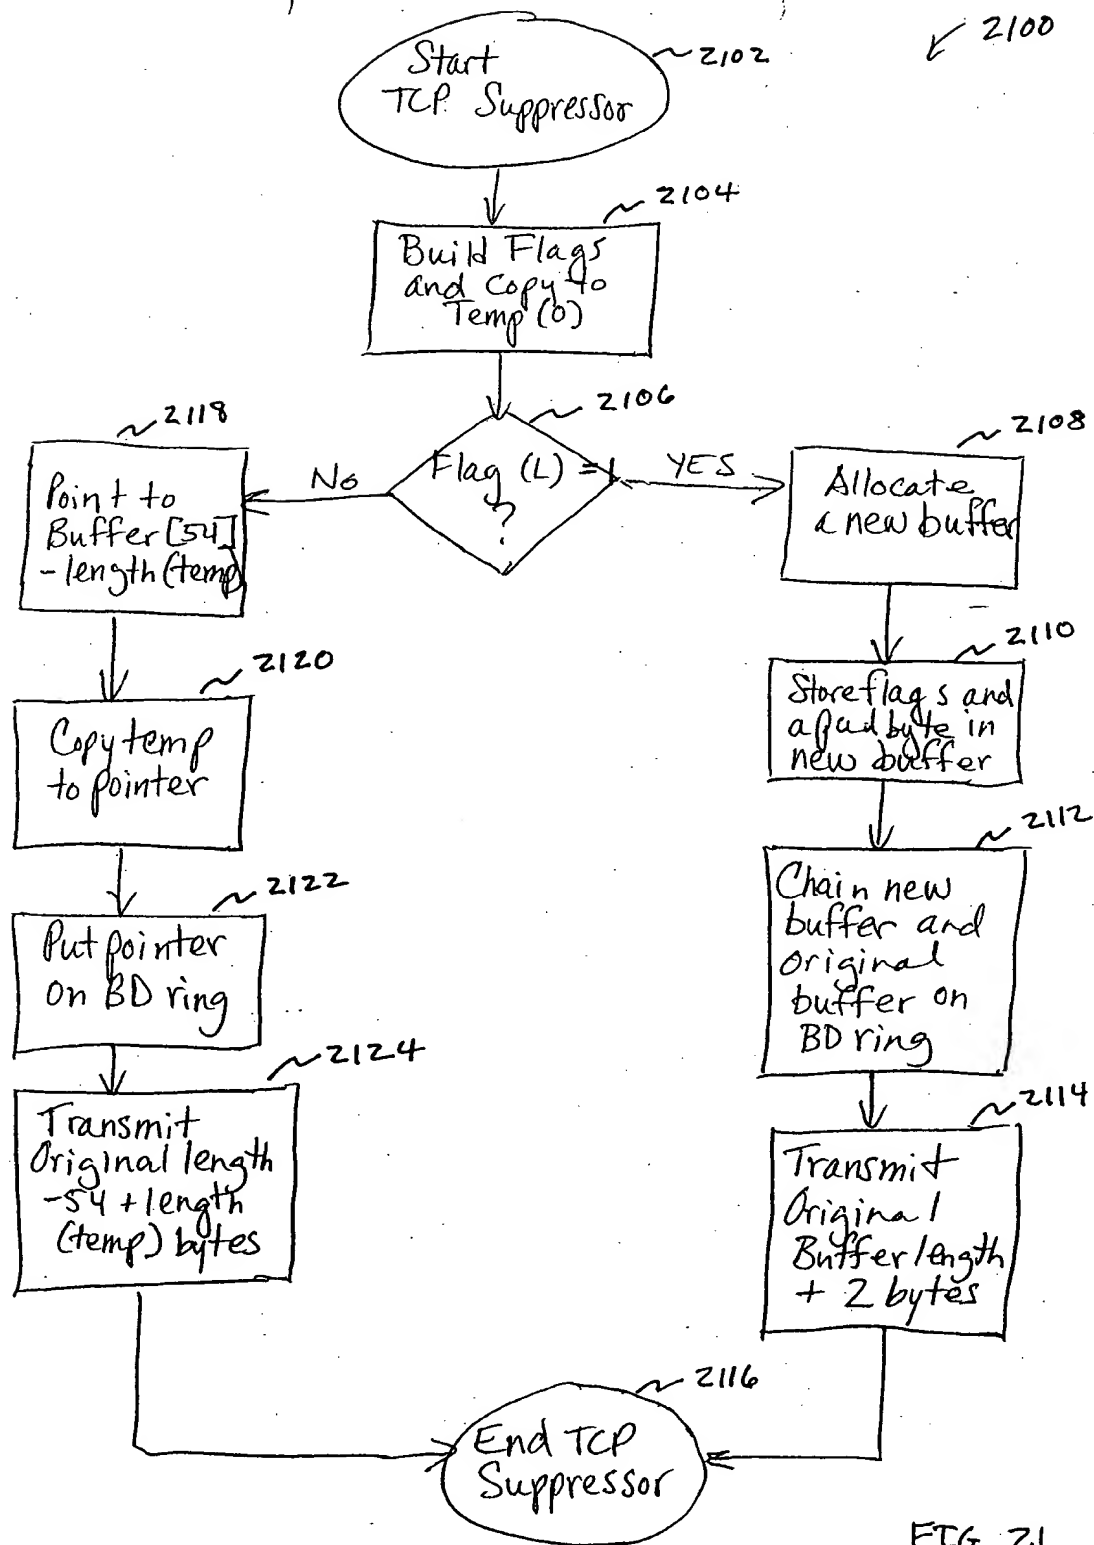 2100
Start
TCP Suppressor
2102
2104
Build Flags
and Copy to
Temp (0)
2106
Flag (L) = 1
?
NO
YES
2118
Point to
Buffer [54]
- length (temp)
2108
Allocate
a new buffer
2120
Copy temp
to pointer
2110
Store flags and
a pad byte in
new buffer
2122
Put pointer
on BD ring
2112
Chain new
buffer and
original
buffer on
BD ring
2124
Transmit
Original length
-54 + length
(temp) bytes
2114
Transmit
Original
Buffer length
+ 2 bytes
2116
End TCP
Suppressor
FIG. 21